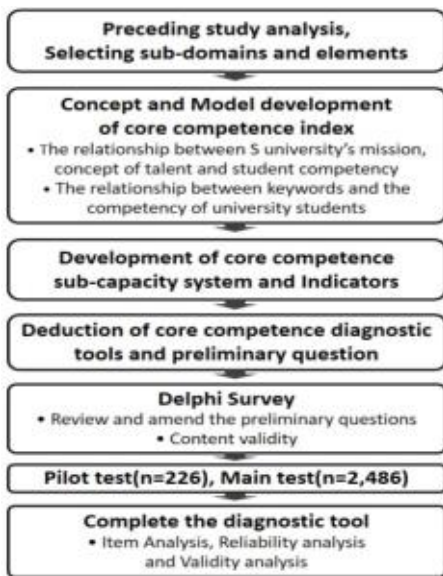 Preceding study analysis,
Selecting sub-domains and elements
Concept and Model development
of core competence index
• The relationship between S university's mission,
concept of talent and student competency
• The relationship between keywords and the
competency of university students
Development of core competence
sub-capacity system and Indicators
Deduction of core competence diagnostic
tools and preliminary question
Delphi Survey
• Review and amend the preliminary questions
• Content validity
Pilot test(n=226), Main test(n=2,486)
Complete the diagnostic tool
• Item Analysis, Reliability analysis
and Validity analysis